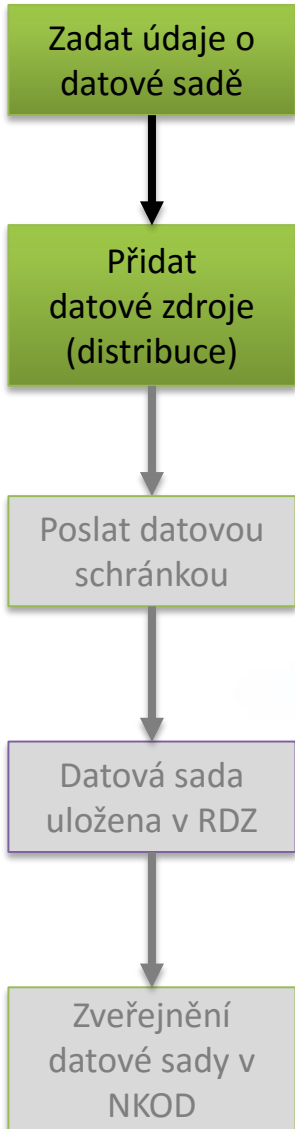 Zadat údaje o
datové sadě
Přidat
datové zdroje
(distribuce)
Poslat datovou
schránkou
Datová sada
uložena v RDZ
Zveřejnění
datové sady v
NKOD